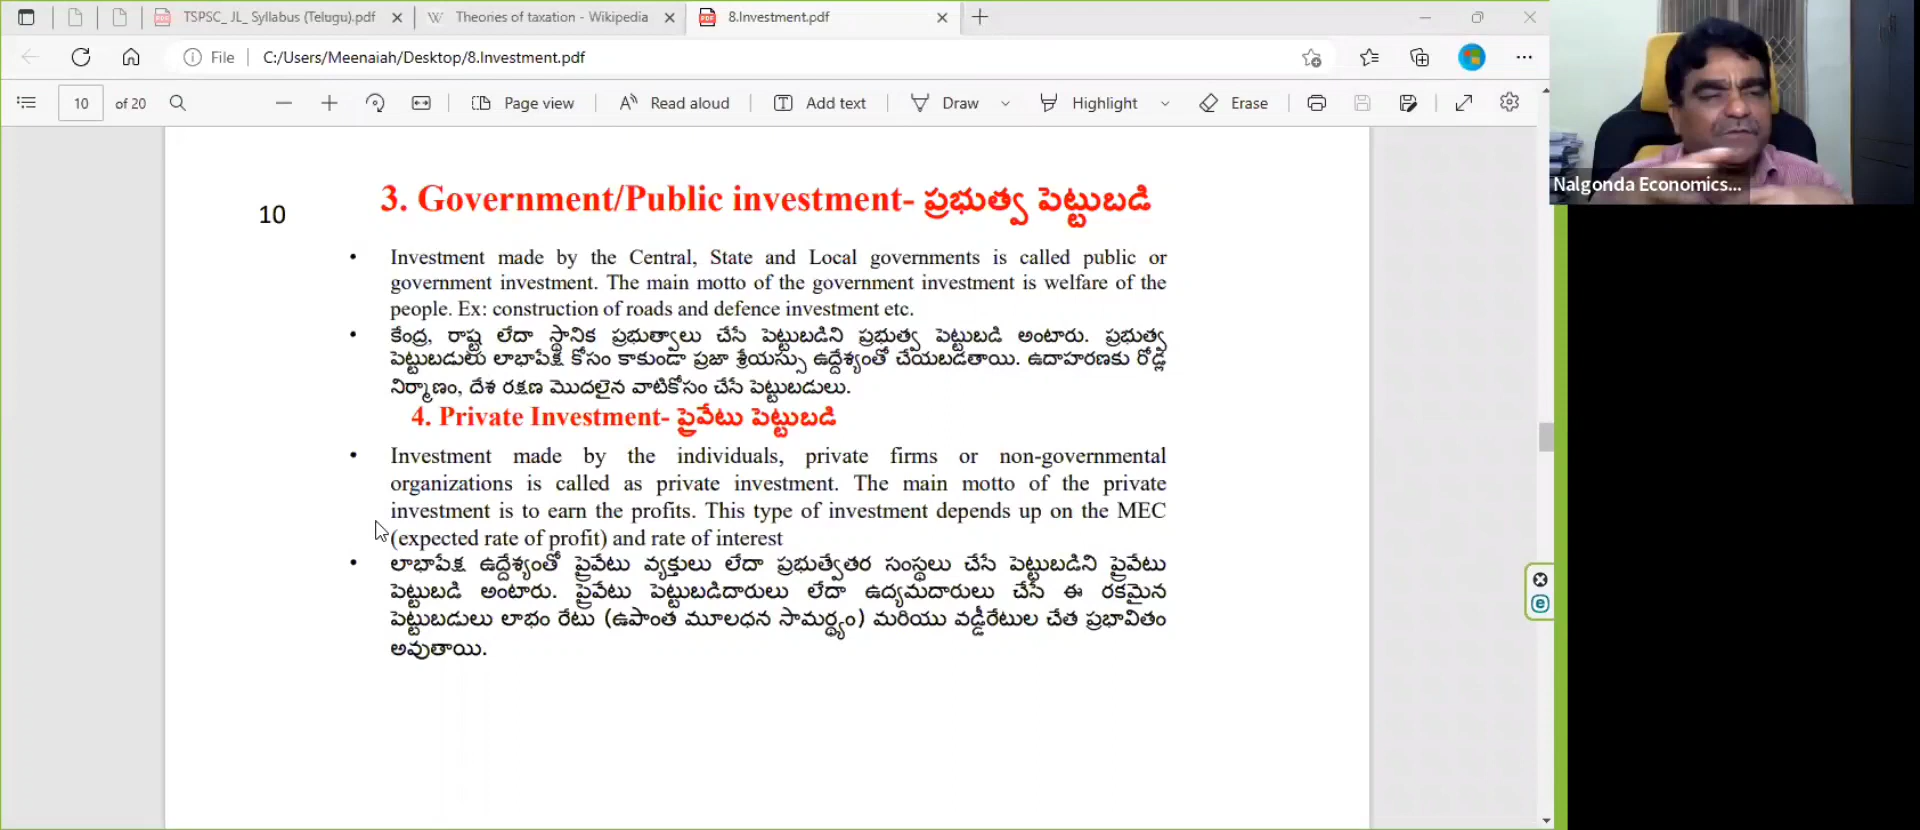 TSPSC_ JL_ Syllabus (Telugu).pdf
Theories of taxation - Wikipedia
8.Investment.pdf
File
C:/Users/Meenaiah/Desktop/8.Investment.pdf
10 of 20
Page view
Read aloud
Add text
Draw
Highlight
Erase
Nalgonda Economics...
10
3. Government/Public investment- ప్రభుత్వ పెట్టుబడి
• Investment made by the Central, State and Local governments is called public or
government investment. The main motto of the government investment is welfare of the
people. Ex: construction of roads and defence investment etc.
• కేంద్ర, రాష్ట్ర లేదా స్థానిక ప్రభుత్వాలు చేసే పెట్టుబడిని ప్రభుత్వ పెట్టుబడి అంటారు. ప్రభుత్వ
పెట్టుబడులు లాభాపేక్ష కోసం కాకుండా ప్రజా శ్రేయస్సు ఉద్దేశ్యంతో చేయబడతాయి. ఉదాహరణకు రోడ్ల
నిర్మాణం, దేశ రక్షణ మొదలైన వాటికోసం చేసే పెట్టుబడులు.
4. Private Investment- ప్రైవేటు పెట్టుబడి
• Investment made by the individuals, private firms or non-governmental
organizations is called as private investment. The main motto of the private
investment is to earn the profits. This type of investment depends up on the MEC
(expected rate of profit) and rate of interest
• లాభాపేక్ష ఉద్దేశ్యంతో ప్రైవేటు వ్యక్తులు లేదా ప్రభుత్వేతర సంస్థలు చేసే పెట్టుబడిని ప్రైవేటు
పెట్టుబడి అంటారు. ప్రైవేటు పెట్టుబడిదారులు లేదా ఉద్యమదారులు చేసే ఈ రకమైన
పెట్టుబడులు లాభం రేటు (ఉపాంత మూలధన సామర్థ్యం) మరియు వడ్డీరేటుల చేత ప్రభావితం
అవుతాయి.